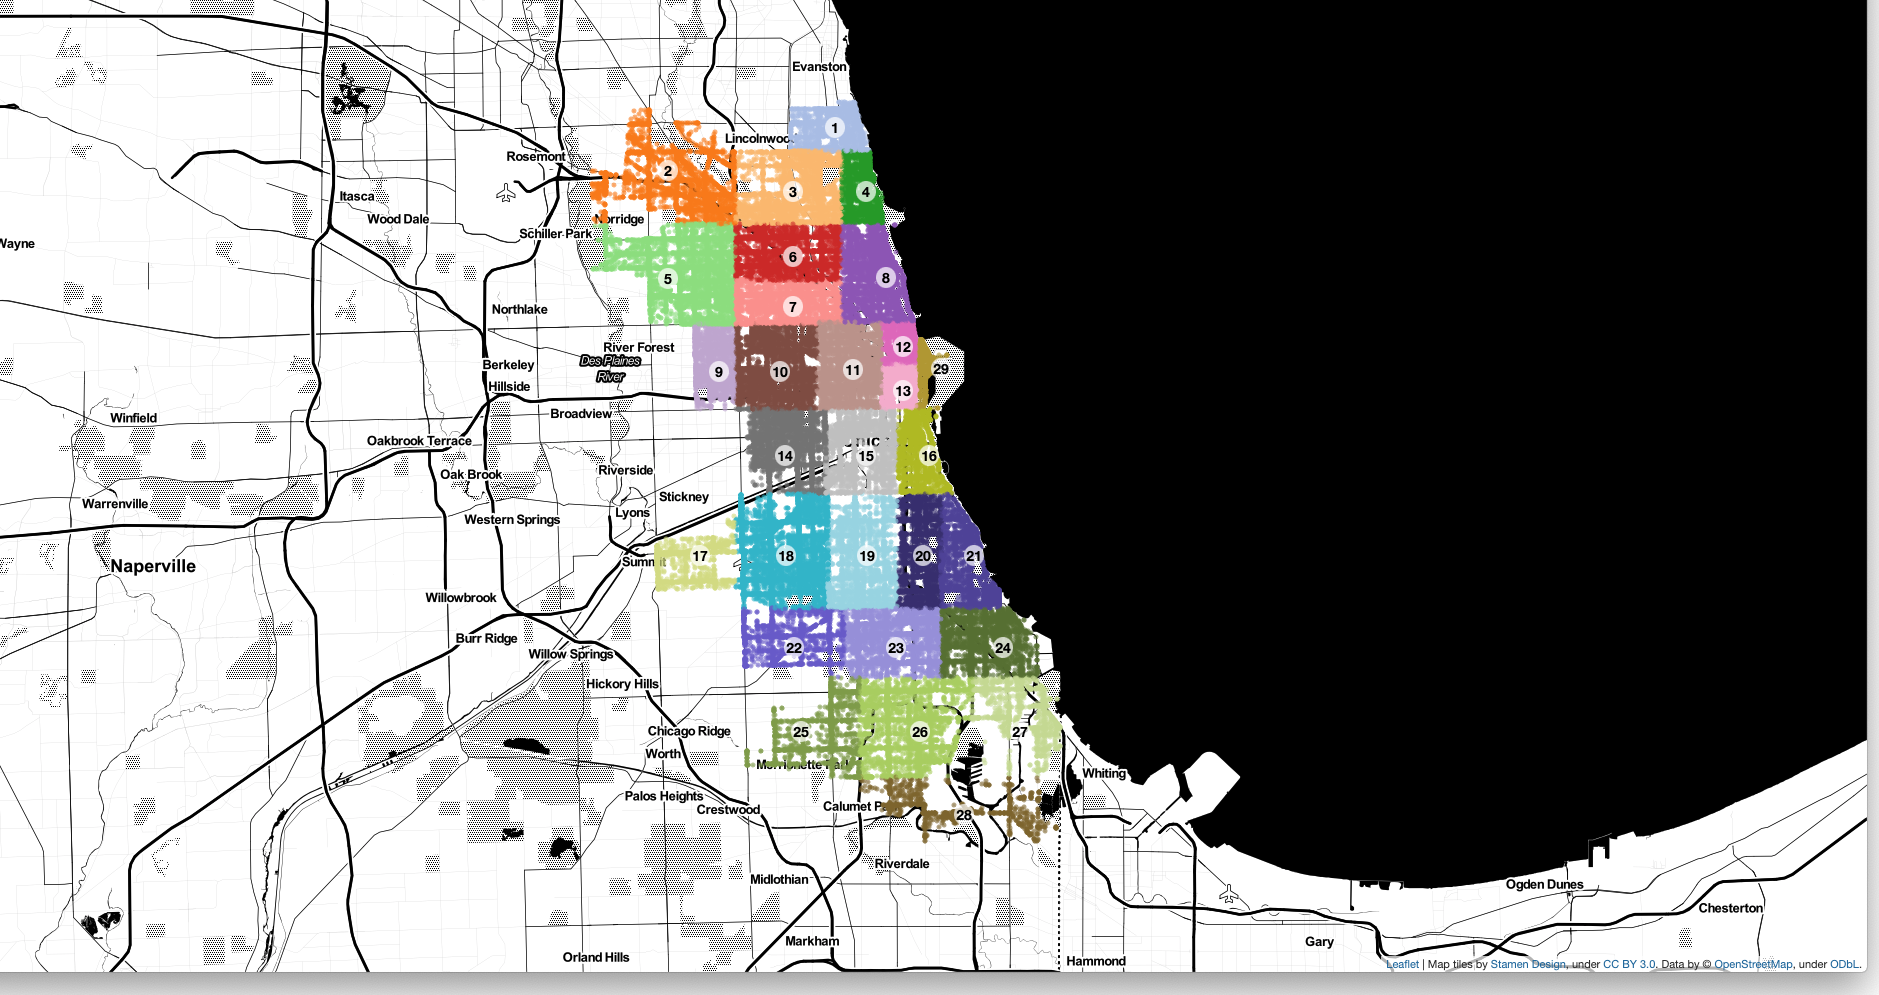 Evanston
1
Lincolnwoo
Rosemont
2
3
4
Itasca
Wood Dale
Norridge
Schiller Park
Wayne
6
5
8
Northlake
7
River Forest
12
Des Plaines
River
Berkeley
9
10
11
29
Hillside
13
Broadview
Winfield
Oakbrook Terrace
14
15
16
Riverside
Oak Brook
Stickney
Warrenville
Lyons
Western Springs
17
18
19
20
21
Summit
Naperville
Willowbrook
Burr Ridge
22
23
24
Willow Springs
Hickory Hills
Chicago Ridge
25
26
27
Worth
Merrionette Park
Whiting
Palos Heights
Crestwood
Calumet P
28
Riverdale
Midlothian
Ogden Dunes
Chesterton
Markham
Gary
Orland Hills
Hammond
Leaflet | Map tiles by Stamen Design, under CC BY 3.0. Data by © OpenStreetMap, under ODbL.